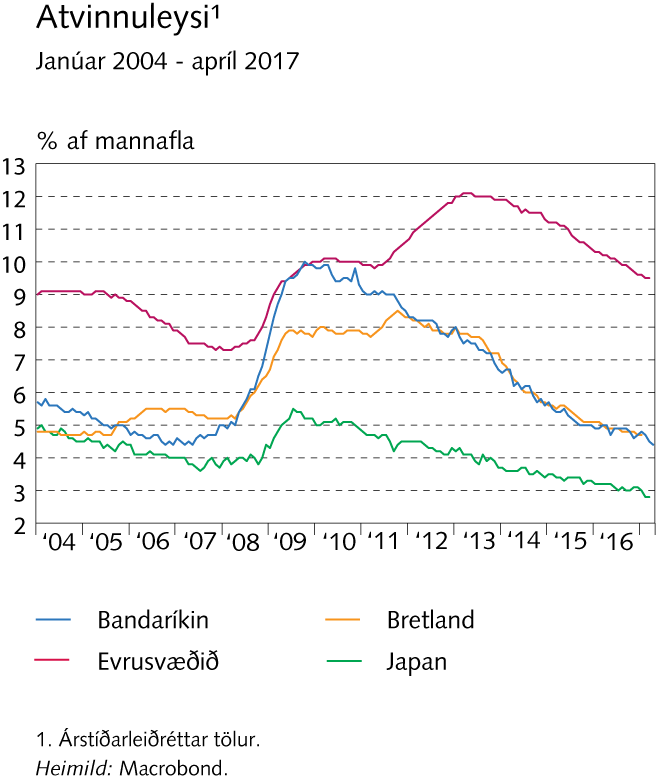 Atvinnuleysi¹
Janúar 2004 - apríl 2017
% af mannafla
13
12
11
10
9
8
7
6
5
4
3
2
‘04 ‘05 ‘06 ‘07 ‘08 ‘09 ‘10 ‘11 ‘12 ‘13 ‘14 ‘15 ‘16
Bandaríkin Bretland
Evrusvæðið Japan
1. Árstíðarleiðréttar tölur.
Heimild: Macrobond.